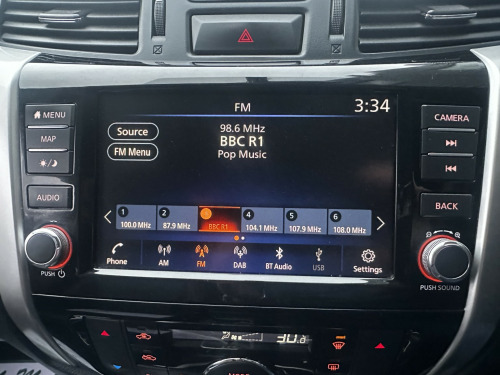 FM
3:34
Source
FM Menu
98.6 MHz
BBC R1
Pop Music
MENU
MAP
AUDIO
PUSH
CAMERA
BACK
PUSH SOUND
1
100.0 MHz
2
87.9 MHz
BBC R1
4
104.1 MHz
5
107.9 MHz
6
108.0 MHz
Phone
AM
FM
DAB
BT Audio
USB
Settings
30.0